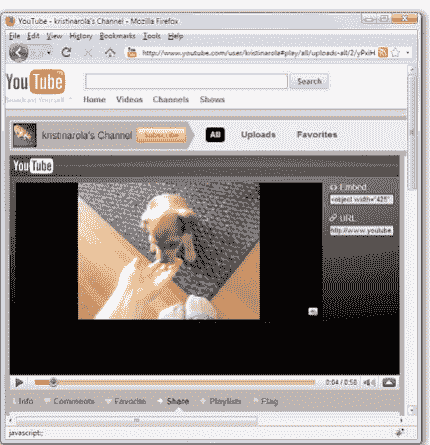 YouTube - kristinarola's Channel - Mozilla Firefox
File Edit View History Bookmarks Tools Help
http://www.youtube.com/user/kristinarola#play/all/uploads-all/2/yPxiH
YouTube
Search
Broadcast Yourself
Home Videos Channels Shows
kristinarola's Channel Subscribe All Uploads Favorites
YouTube
Embed
<object width="425"
URL
http://www.youtube
0:04 / 0:58
Info Comments Favorite Share Playlists Flag
javascript:;